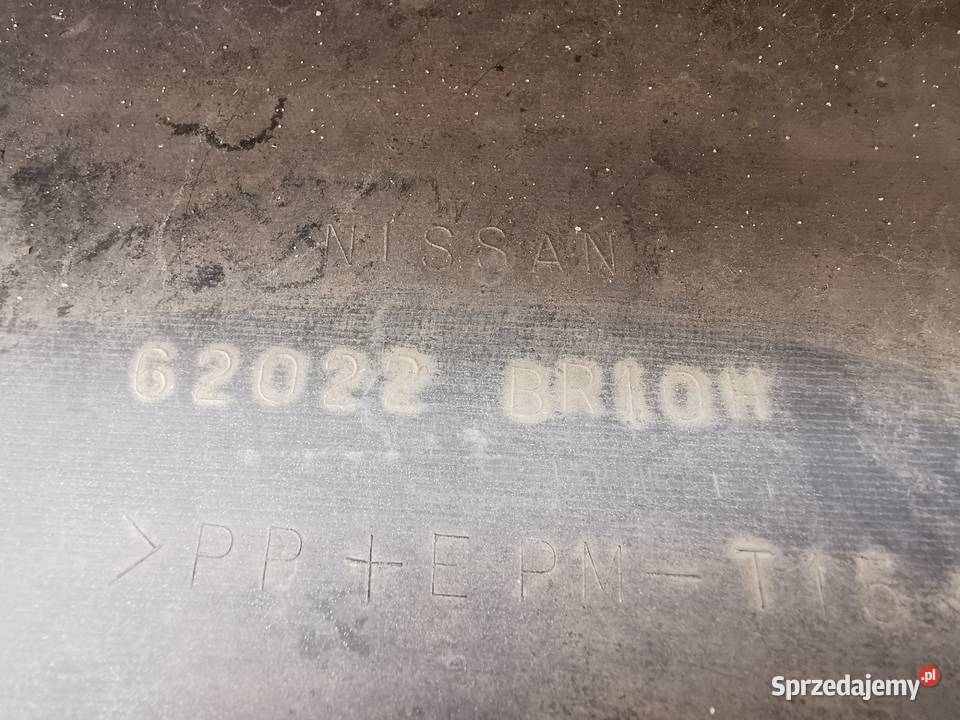 NISSAN
62022 BR10H
>PP+EPM-T15<
Sprzedajemy.pl